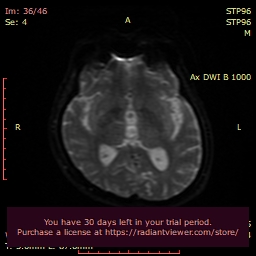 Im: 36/46
Se: 4
A
STP96
STP96
M
Ax DWI B 1000
R
L
You have 30 days left in your trial period.
Purchase a license at https://radiantviewer.com/store/